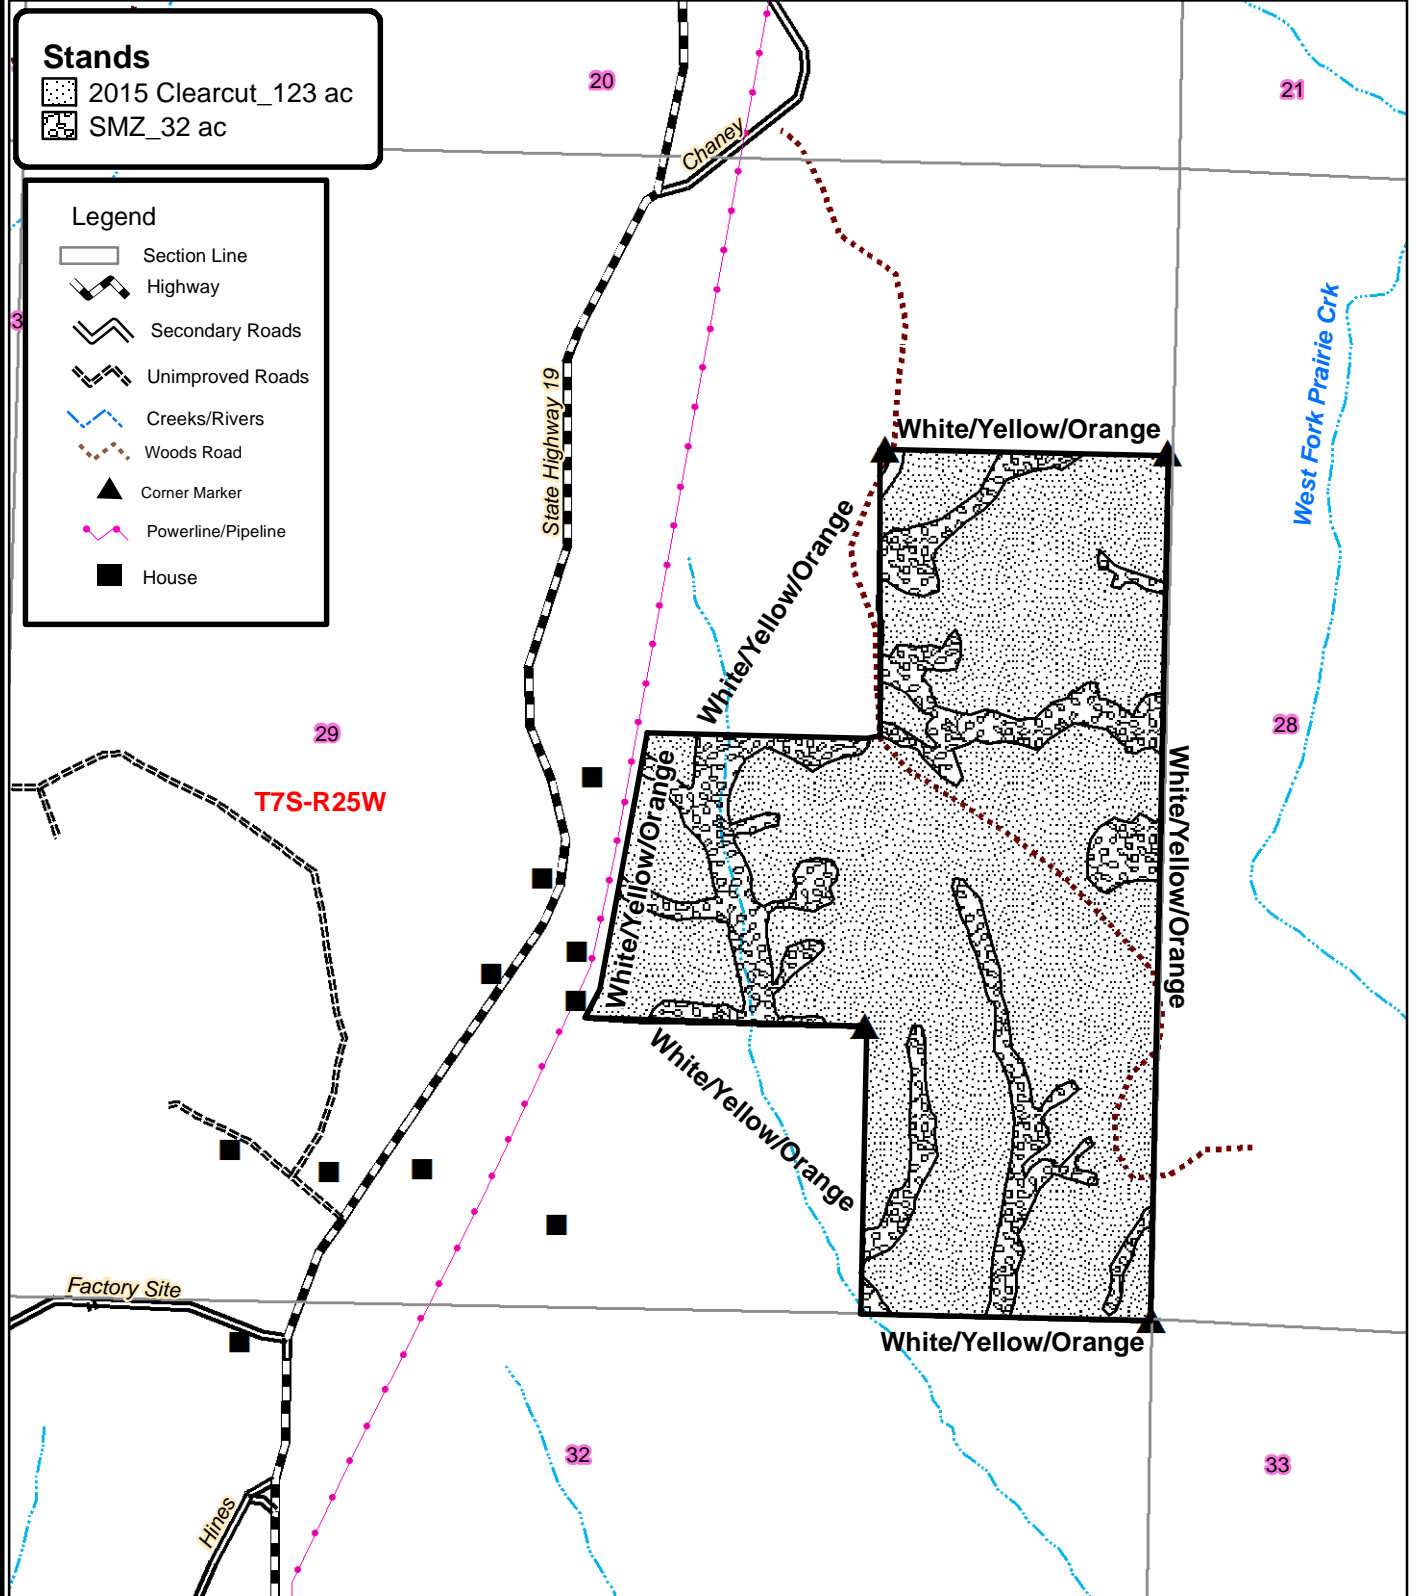 Stands
2015 Clearcut_123 ac
SMZ_32 ac
Legend
Section Line
Highway
Secondary Roads
Unimproved Roads
Creeks/Rivers
Woods Road
Corner Marker
Powerline/Pipeline
House
20
21
Chaney
3
State Highway 19
West Fork Prairie Crk
White/Yellow/Orange
White/Yellow/Orange
29
28
T7S-R25W
White/Yellow/Orange
White/Yellow/Orange
White/Yellow/Orange
Factory Site
White/Yellow/Orange
32
33
Hines